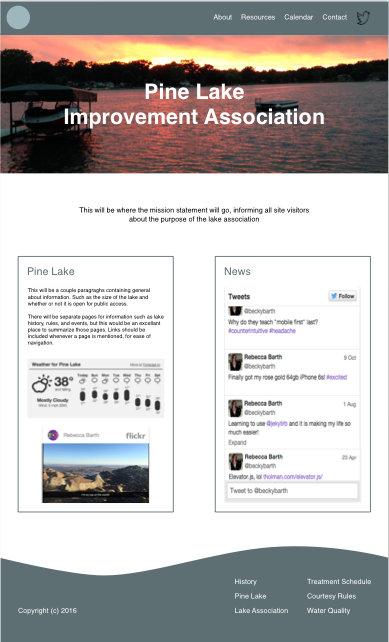 About Resources Calendar Contact
Pine Lake
Improvement Association
This will be where the mission statement will go, informing all site visitors
about the purpose of the lake association
Pine Lake
This will be a couple paragraphs containing general
about information. Such as the size of the lake and
whether or not it is open for public access.
There will be separate pages for information such as lake
history, rules, and events, but this would be an excellant
place to summarize those pages. Links should be
included whenever a page is mentioned, for ease of
navigation.
Weather for Pine Lake
38°
Mostly Cloudy
Rebecca Barth
flickr
News
Tweets
Follow
@beckybarth
Why do they teach "mobile first" last?
#counterintuitive #headache
Rebecca Barth 9 Oct
@beckybarth
Finally got my rose gold 64gb iPhone 6s! #excited
Rebecca Barth 1 Aug
@beckybarth
Learning to use @jekyllrb and it is making my life so
much easier!
Expand
Rebecca Barth 23 Apr
@beckybarth
Elevator.js, lol tholman.com/elevator.js/
Tweet to @beckybarth
History Treatment Schedule
Pine Lake Courtesy Rules
Copyright (c) 2016 Lake Association Water Quality